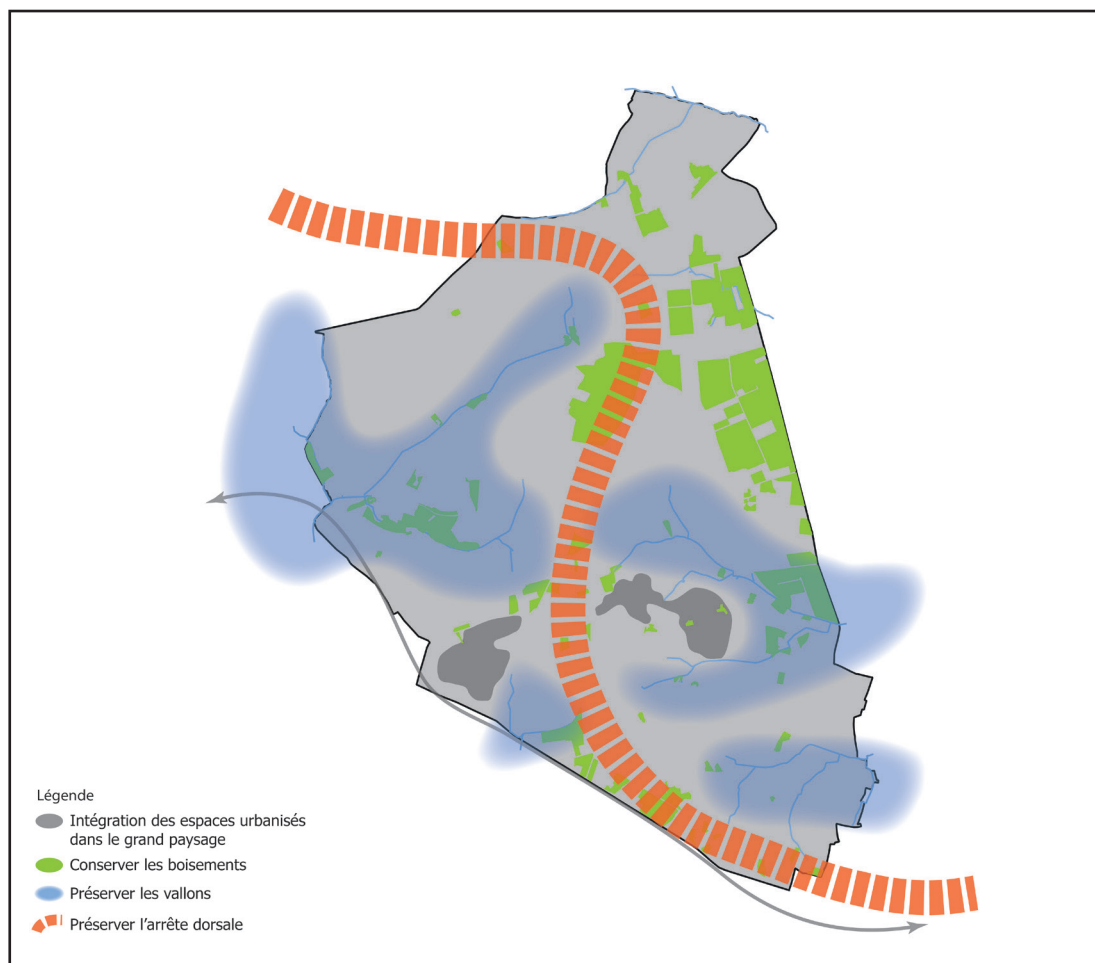 Légende
Intégration des espaces urbanisés
dans le grand paysage
Conserver les boisements
Préserver les vallons
Préserver l'arrête dorsale